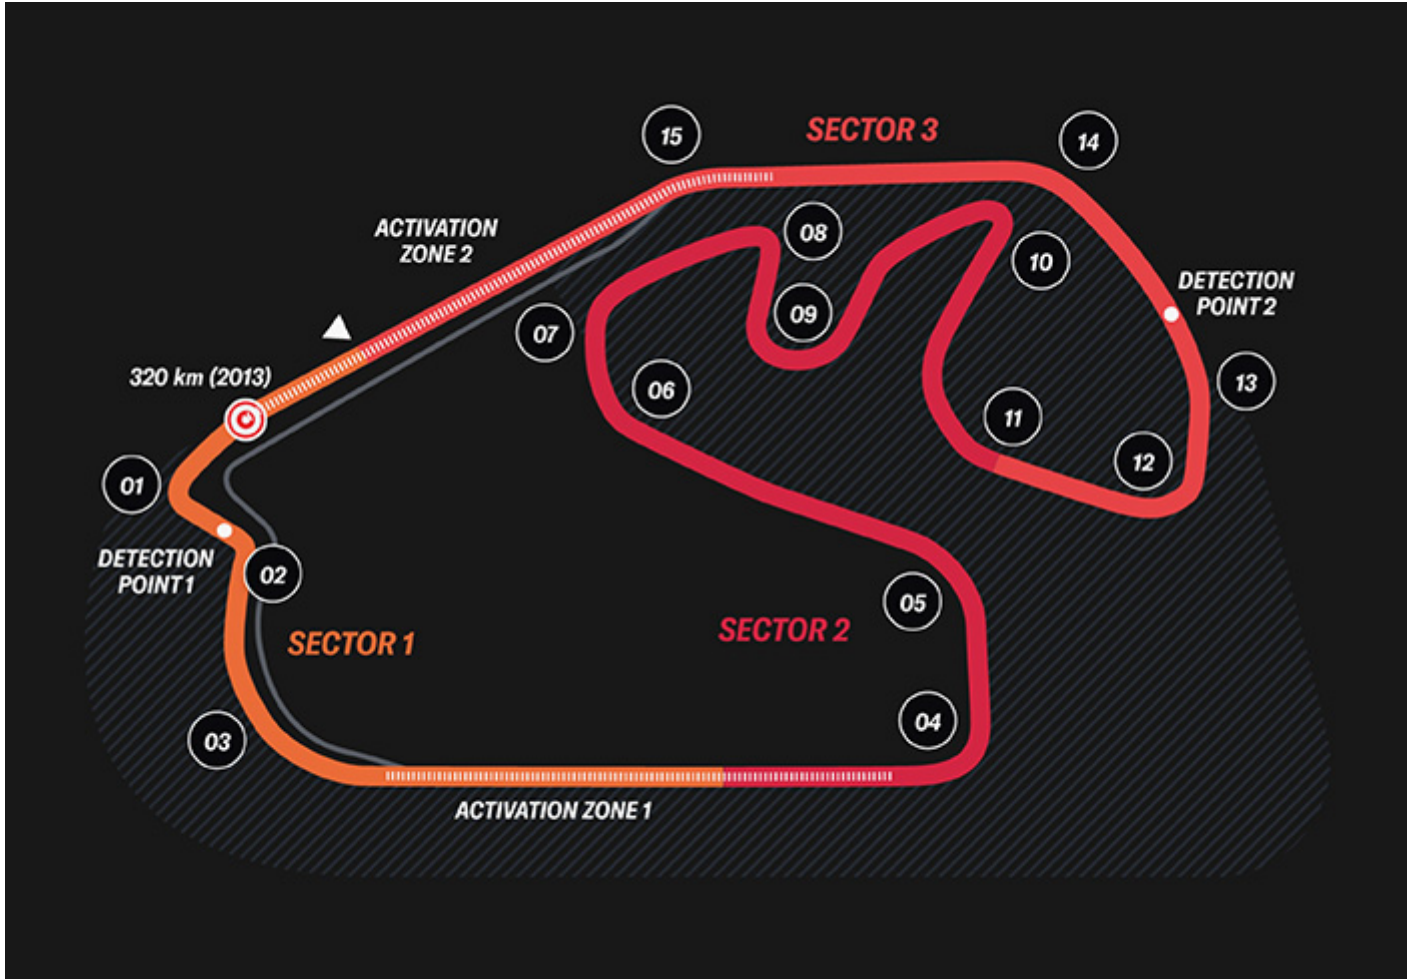 15
SECTOR 3
14
ACTIVATION
ZONE 2
08
10
DETECTION
POINT 2
09
07
320 km (2013)
13
06
11
12
01
DETECTION
POINT 1
02
05
SECTOR 1
SECTOR 2
04
03
ACTIVATION ZONE 1